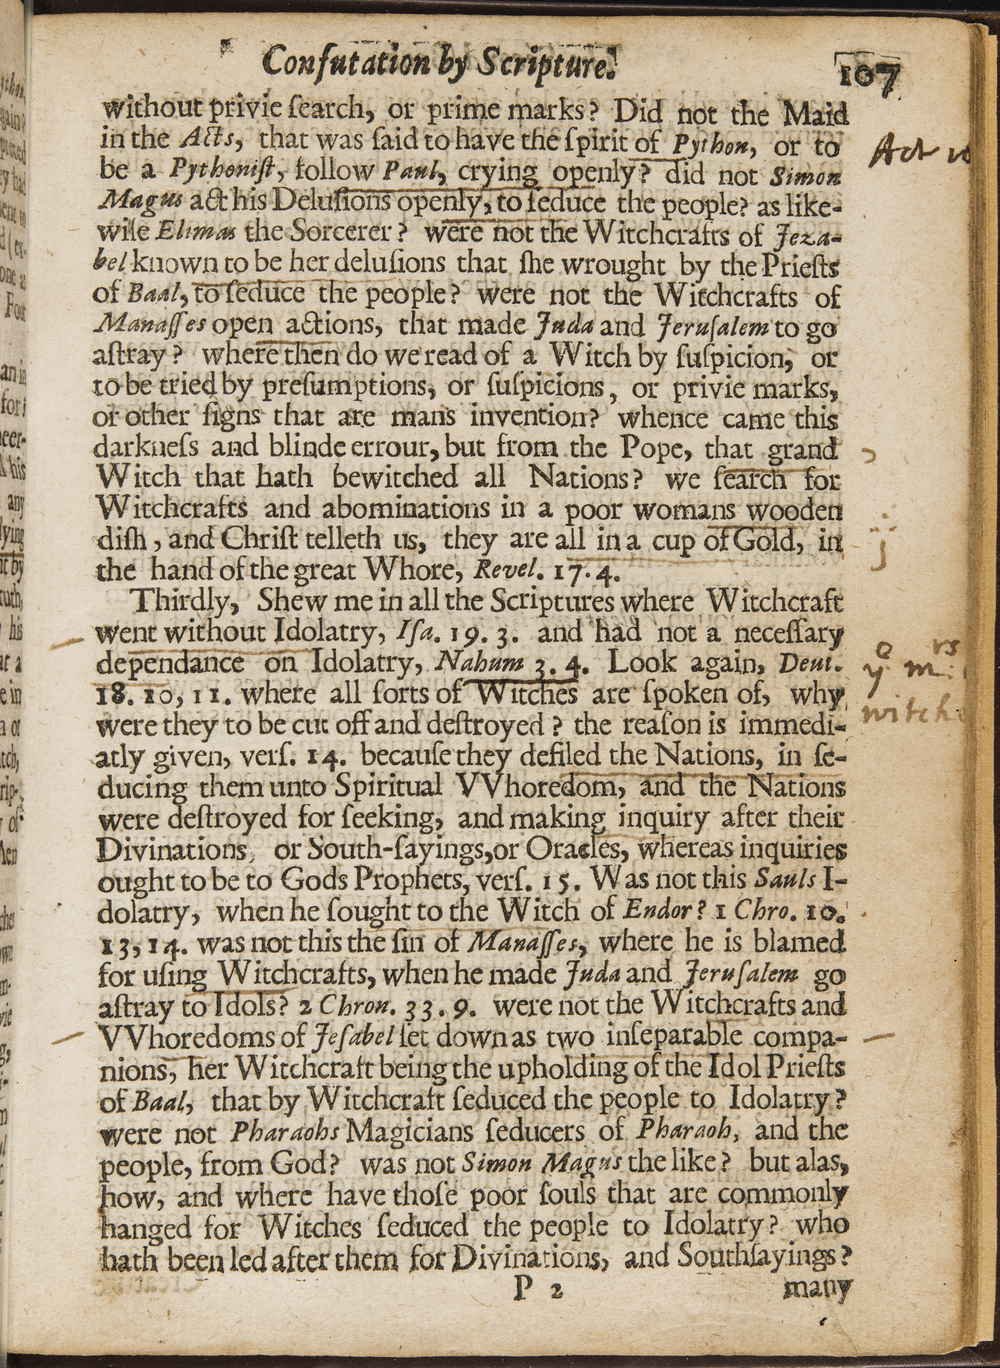 Confutation by Scripture. 107
without privie ſearch, or prime marks? Did not the Maid
in the Acts, that was ſaid to have the ſpirit of Python, or to
be a Pythoniſt, follow Paul, crying openly? did not Simon
Magus act his Deluſions openly, to ſeduce the people? as like-
wiſe Elimas the Sorcerer? were not the Witchcrafts of Jeza-
bel known to be her deluſions that ſhe wrought by the Prieſts
of Baal, to ſeduce the people? were not the Witchcrafts of
Manaſſes open actions, that made Juda and Jeruſalem to go
aſtray? where then do we read of a Witch by ſuſpicion, or
to be tried by preſumptions, or ſuſpicions, or privie marks,
or other ſigns that are mans invention? whence came this
darkneſs and blinde errour, but from the Pope, that grand
Witch that hath bewitched all Nations? we ſearch for
Witchcrafts and abominations in a poor womans wooden
diſh, and Chriſt telleth us, they are all in a cup of Gold, in
the hand of the great Whore, Revel. 17.4.
Thirdly, Shew me in all the Scriptures where Witchcraft
went without Idolatry, Iſa. 19. 3. and had not a neceſſary
dependance on Idolatry, Nahum 3. 4. Look again, Deut.
18. 10, 11. where all ſorts of Witches are ſpoken of, why
were they to be cut off and deſtroyed? the reaſon is immedi-
atly given, verſ. 14. becauſe they defiled the Nations, in ſe-
ducing them unto Spiritual VVhoredom, and the Nations
were deſtroyed for ſeeking, and making inquiry after their
Divinations, or South-ſayings, or Oracles, whereas inquiries
ought to be to Gods Prophets, verſ. 15. Was not this Sauls I-
dolatry, when he ſought to the Witch of Endor? 1 Chro. 10.
13, 14. was not this the ſin of Manaſſes, where he is blamed
for uſing Witchcrafts, when he made Juda and Jeruſalem go
aſtray to Idols? 2 Chron. 33. 9. were not the Witchcrafts and
VVhoredoms of Jeſabel ſet down as two inſeparable compa-
nions, her Witchcraft being the upholding of the Idol Prieſts
of Baal, that by Witchcraft ſeduced the people to Idolatry?
were not Pharaohs Magicians ſeducers of Pharaoh, and the
people, from God? was not Simon Magus the like? but alas,
how, and where have thoſe poor ſouls that are commonly
hanged for Witches ſeduced the people to Idolatry? who
hath been led after them for Divinations, and Southſayings?
P 2 many
Act
witch